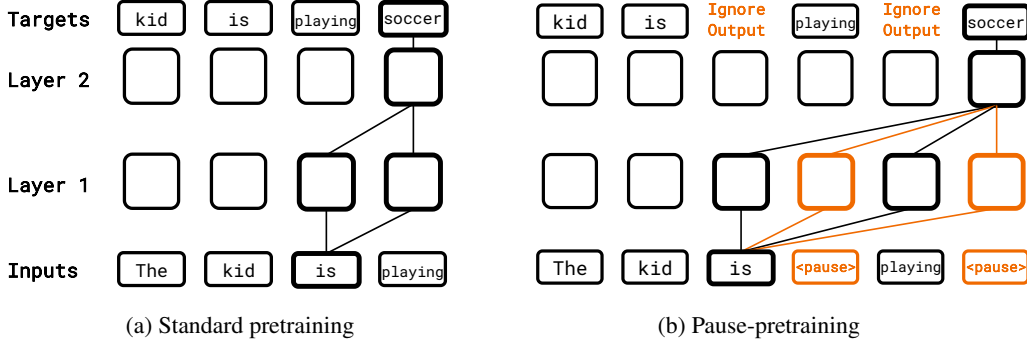 Targets kid is playing soccer
Layer 2
Layer 1
Inputs The kid is playing
(a) Standard pretraining
kid is Ignore Output playing Ignore Output soccer
The kid is <pause> playing <pause>
(b) Pause-pretraining